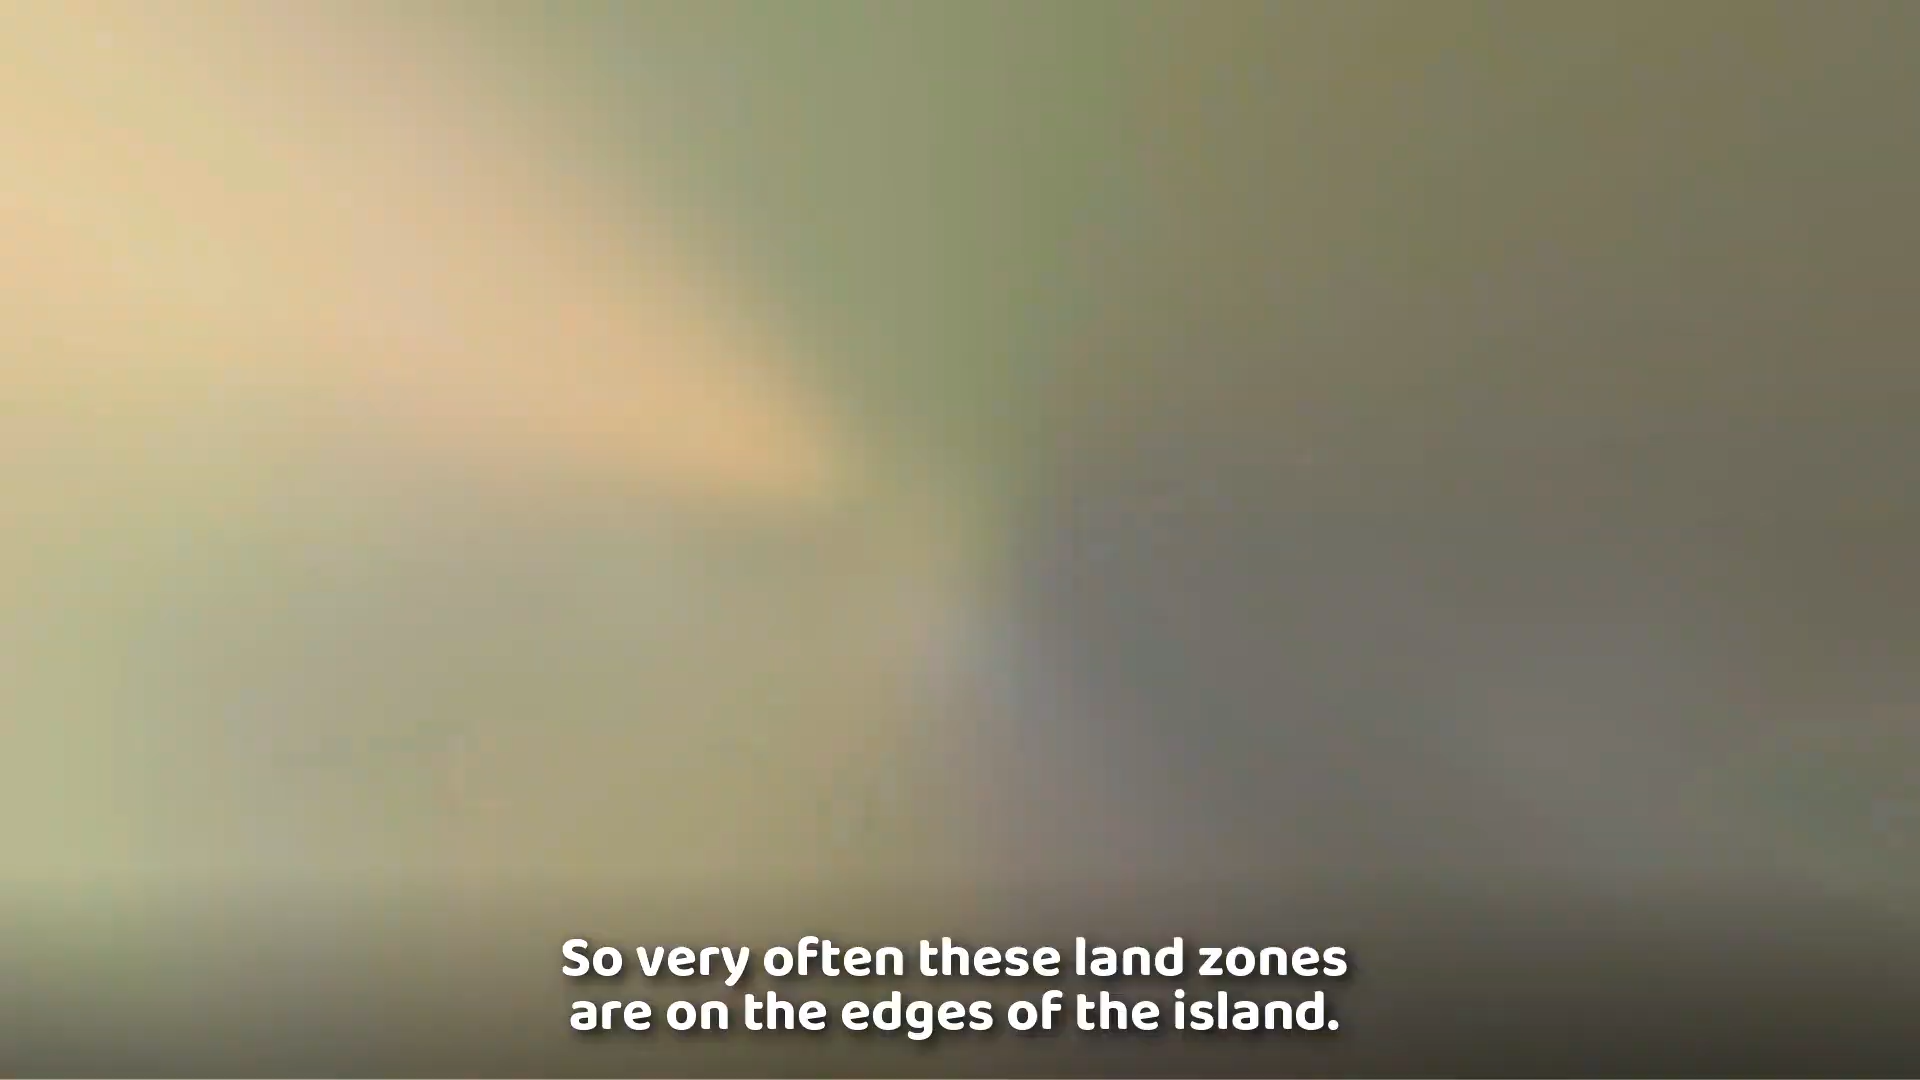 So very often these land zones
are on the edges of the island.